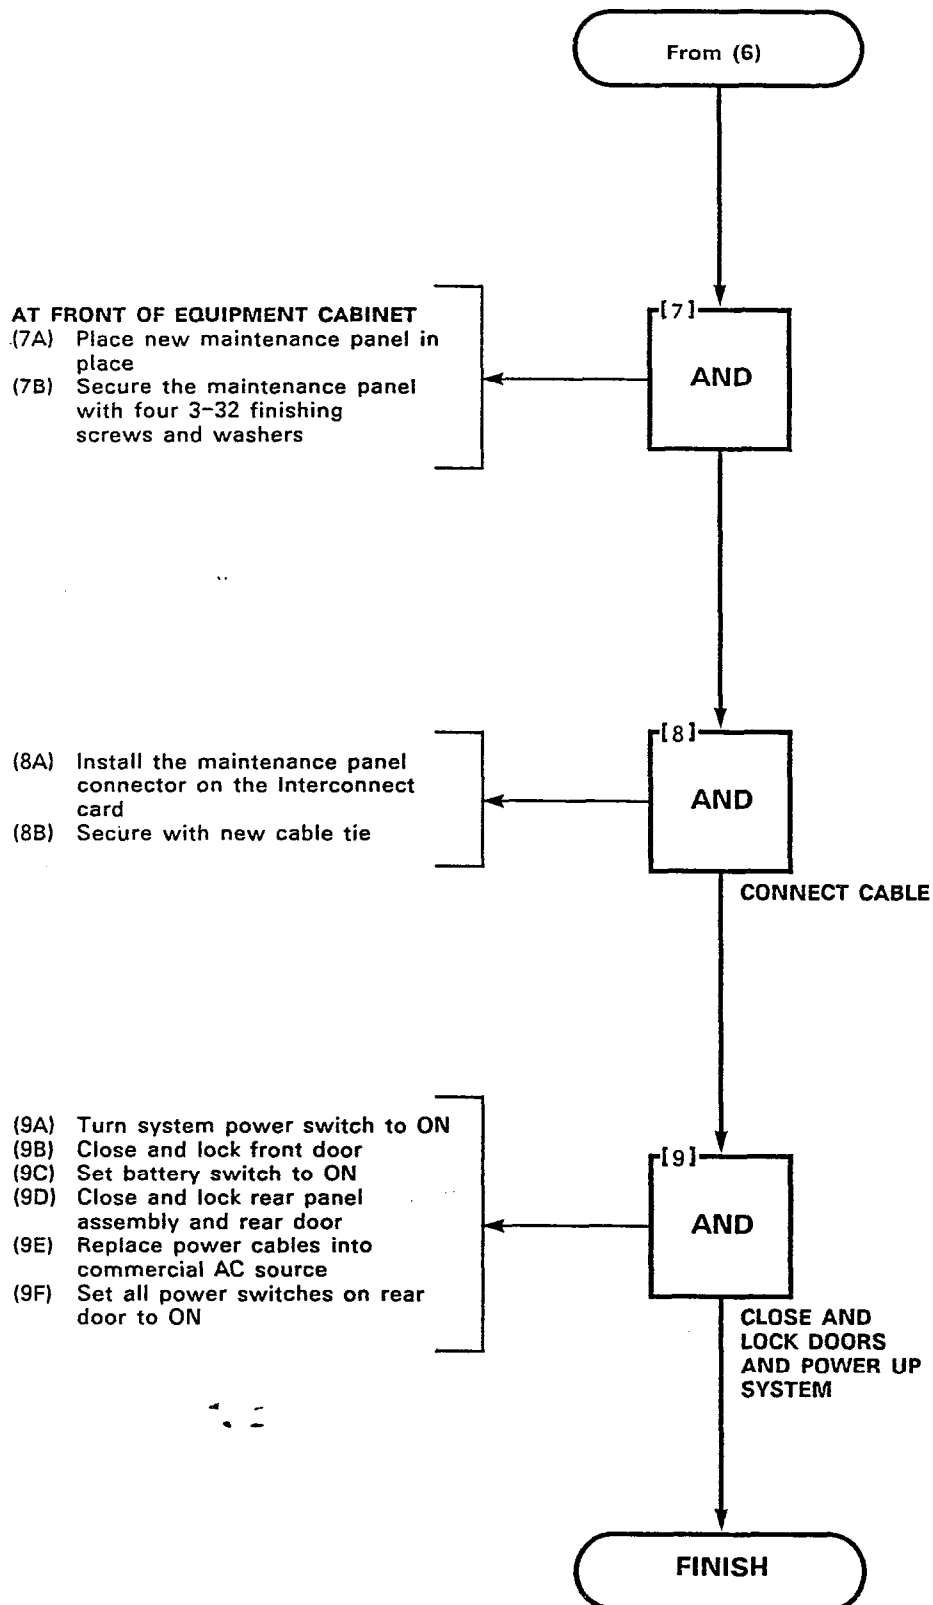 From (6)
[7]
AND
AT FRONT OF EQUIPMENT CABINET
(7A) Place new maintenance panel in
place
(7B) Secure the maintenance panel
with four 3-32 finishing
screws and washers
[8]
AND
(8A) Install the maintenance panel
connector on the Interconnect
card
(8B) Secure with new cable tie
CONNECT CABLE
[9]
AND
(9A) Turn system power switch to ON
(9B) Close and lock front door
(9C) Set battery switch to ON
(9D) Close and lock rear panel
assembly and rear door
(9E) Replace power cables into
commercial AC source
(9F) Set all power switches on rear
door to ON
CLOSE AND
LOCK DOORS
AND POWER UP
SYSTEM
FINISH